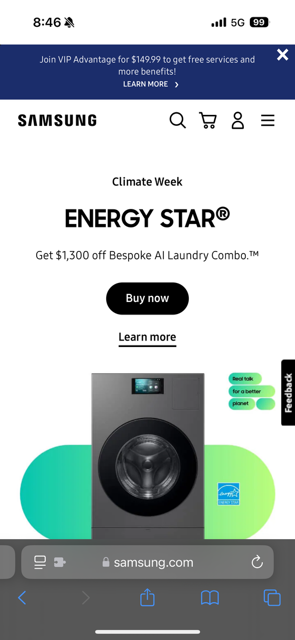 8:46
5G
99
Join VIP Advantage for $149.99 to get free services and
more benefits!
LEARN MORE
SAMSUNG
Climate Week
ENERGY STAR®
Get $1,300 off Bespoke AI Laundry Combo.™
Buy now
Learn more
Real talk
for a better
planet
Feedback
samsung.com